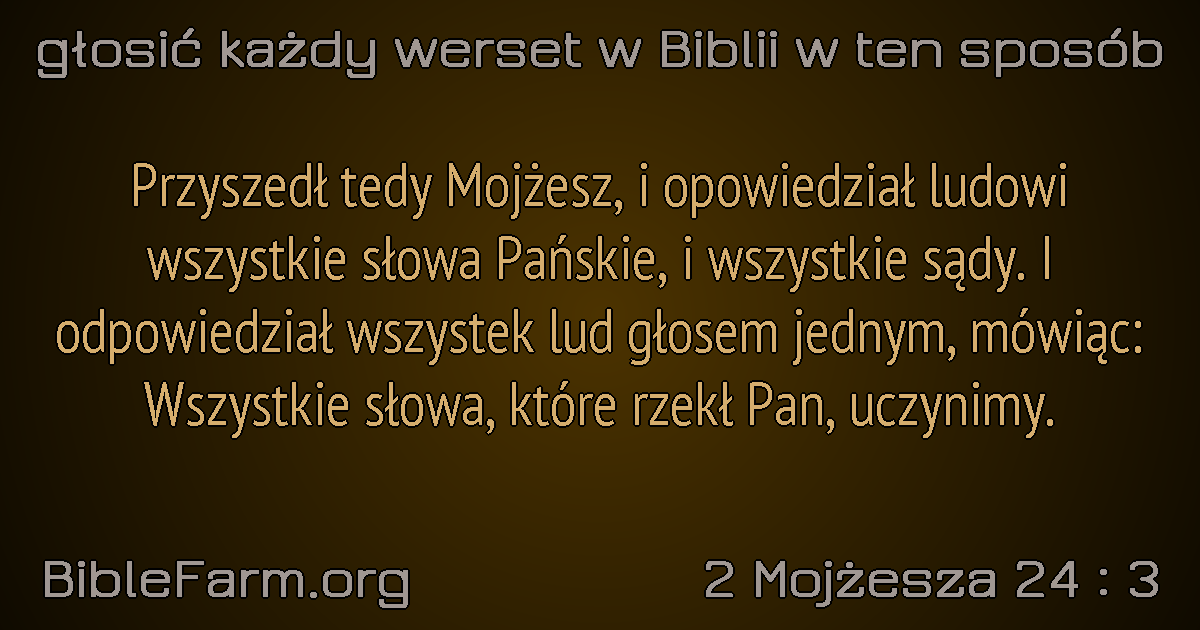 głosić każdy werset w Biblii w ten sposób
Przyszedł tedy Mojżesz, i opowiedział ludowi
wszystkie słowa Pańskie, i wszystkie sądy. I
odpowiedział wszystek lud głosem jednym, mówiąc:
Wszystkie słowa, które rzekł Pan, uczynimy.
BibleFarm.org
2 Mojżesza 24 : 3